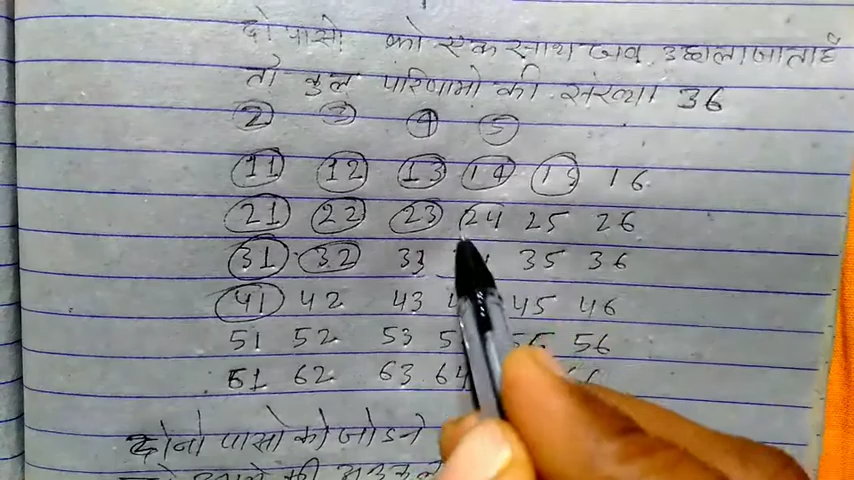 दो पासो को एक साथ जब उछाला जाता है
तो कुल परिणामो की संख्या 36
2 3 4 5
11 12 13 14 15 16
21 22 23 24 25 26
31 32 33 35 36
41 42 43 45 46
51 52 53 56
61 62 63 64
दोनो पासो को जोडने